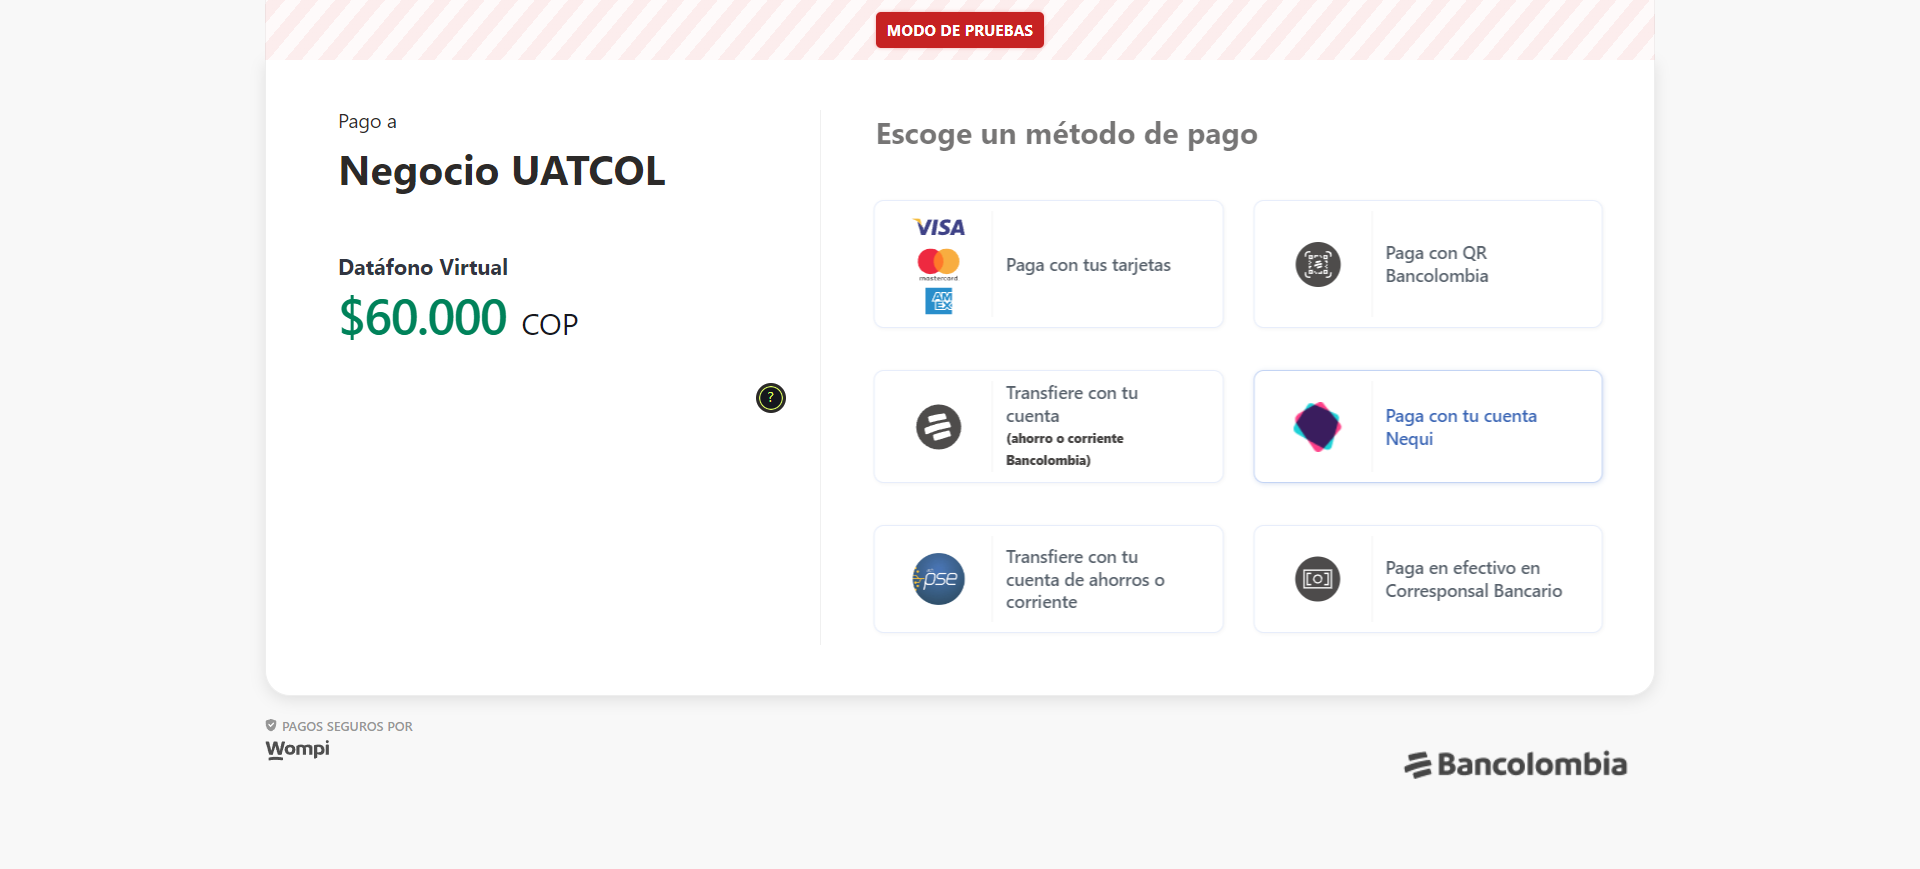 MODO DE PRUEBAS
Pago a
Negocio UATCOL
Datáfono Virtual
$60.000 COP
?
Escoge un método de pago
VISA
mastercard
AM
EX
Paga con tus tarjetas
Paga con QR
Bancolombia
Transfiere con tu
cuenta
(ahorro o corriente
Bancolombia)
Paga con tu cuenta
Nequi
pse
Transfiere con tu
cuenta de ahorros o
corriente
Paga en efectivo en
Corresponsal Bancario
PAGOS SEGUROS POR
Wompi
Bancolombia